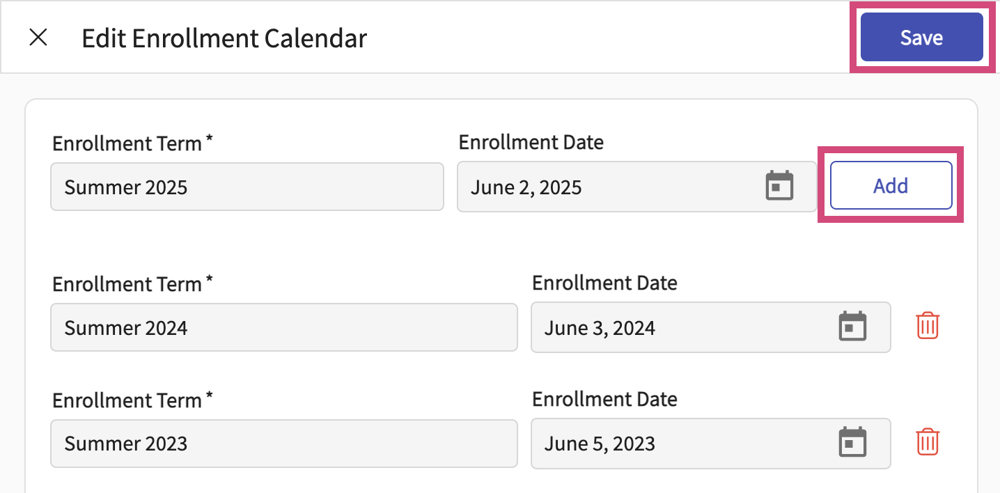 Edit Enrollment Calendar
Save
Enrollment Term *
Enrollment Date
Summer 2025
June 2, 2025
Add
Enrollment Term *
Enrollment Date
Summer 2024
June 3, 2024
Enrollment Term *
Enrollment Date
Summer 2023
June 5, 2023